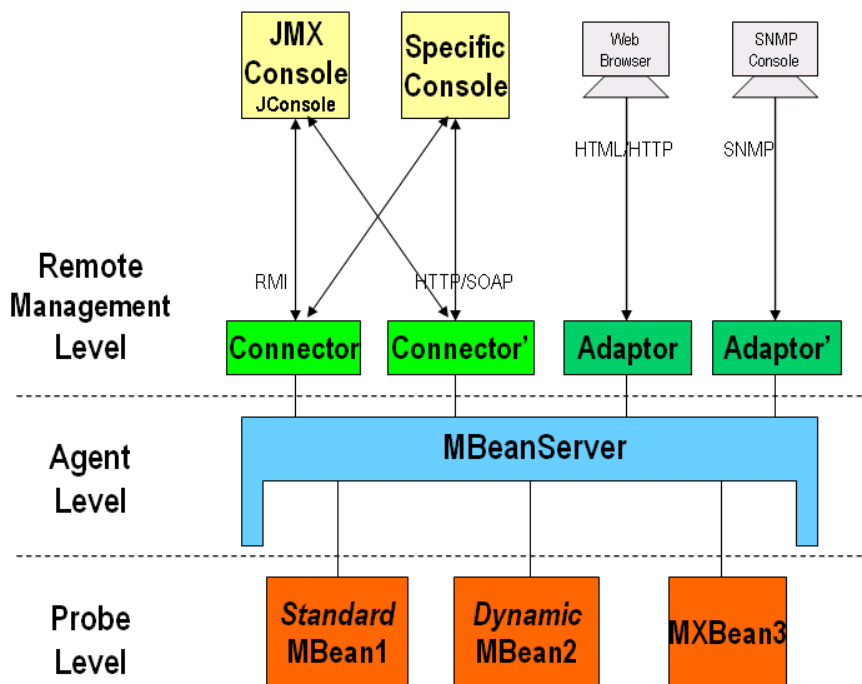 JMX
Console
JConsole
Specific
Console
Web
Browser
SNMP
Console
HTML/HTTP
SNMP
Remote
Management
Level
RMI
HTTP/SOAP
Connector
Connector'
Adaptor
Adaptor'
Agent
Level
MBeanServer
Probe
Level
Standard
MBean1
Dynamic
MBean2
MXBean3